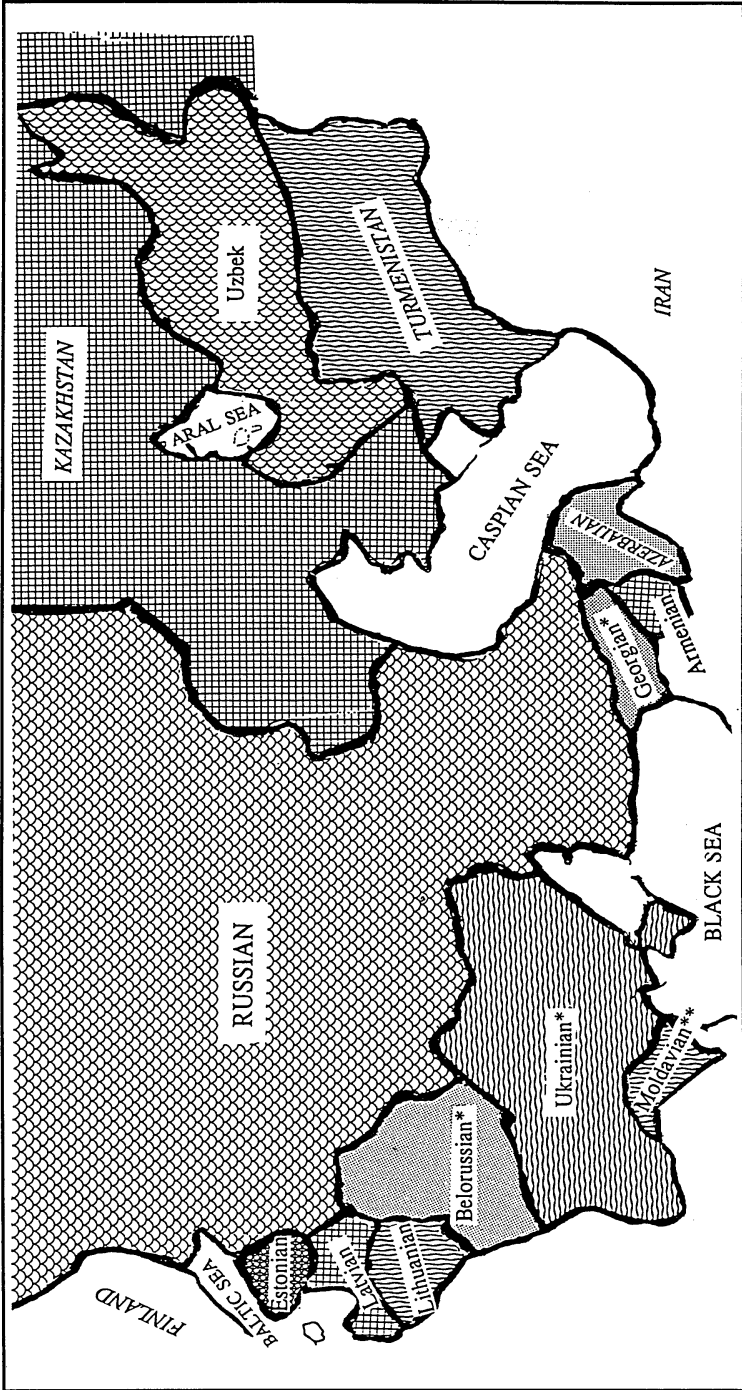 FINLAND
BALTIC SEA
Estonian
Latvian
Lithuanian
Belorussian*
Ukrainian*
Moldavian**
RUSSIAN
BLACK SEA
Georgian*
Armenian
AZERBAIJAN
CASPIAN SEA
KAZAKHSTAN
ARAL SEA
Uzbek
TURMENISTAN
IRAN